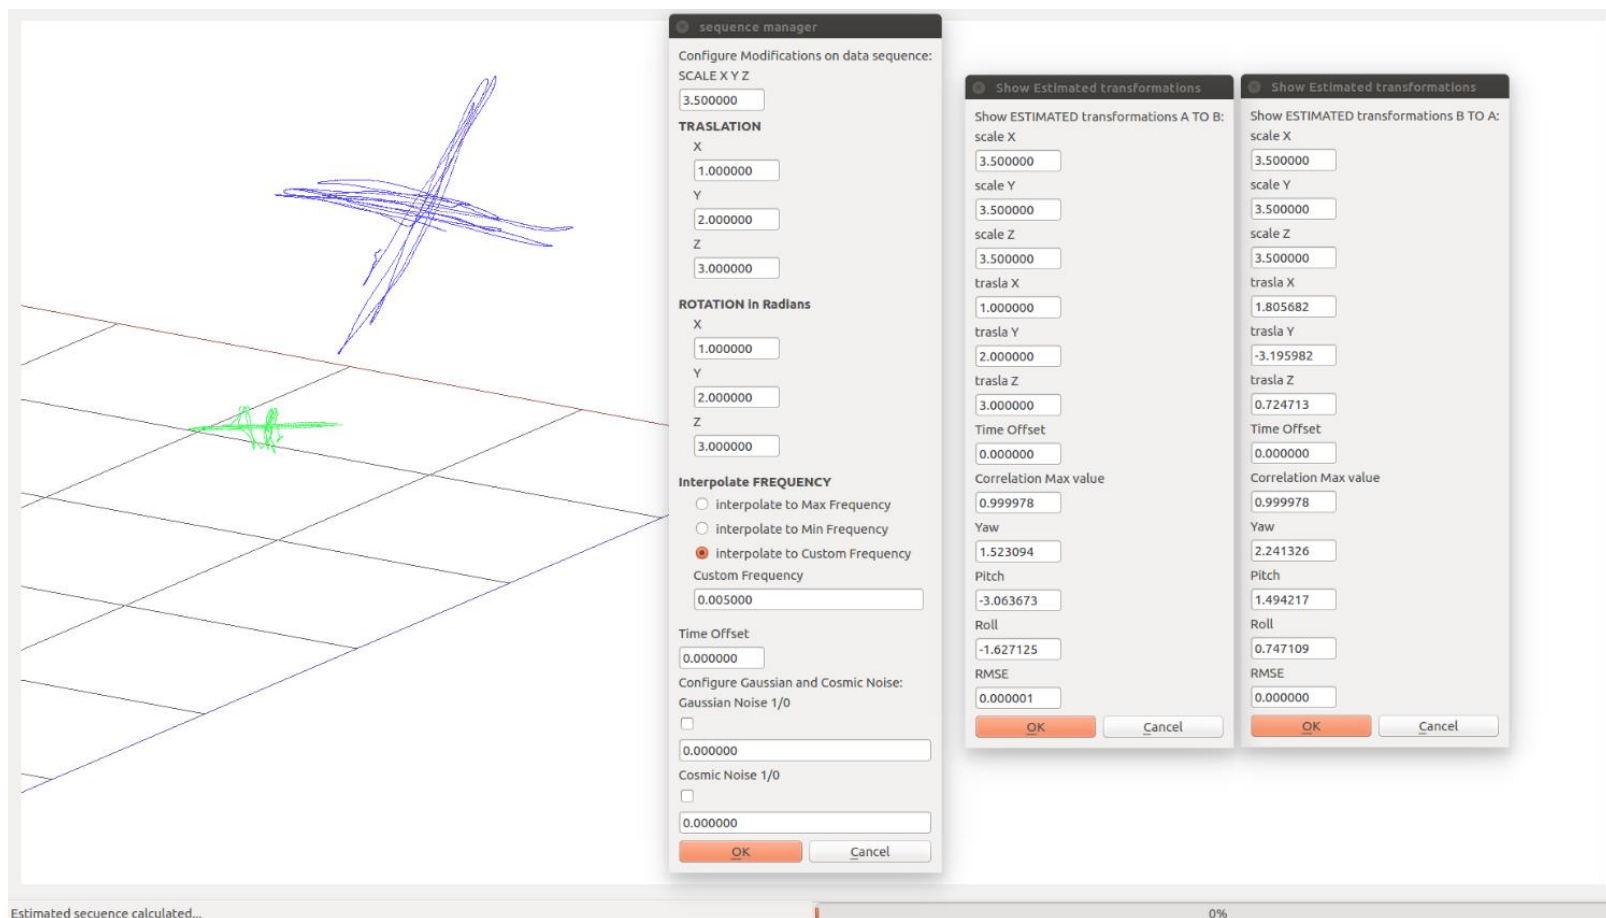 sequence manager
Configure Modifications on data sequence:
SCALE X Y Z
3.500000
TRASLATION
X
1.000000
Y
2.000000
Z
3.000000
ROTATION in Radians
X
1.000000
Y
2.000000
Z
3.000000
Interpolate FREQUENCY
interpolate to Max Frequency
interpolate to Min Frequency
interpolate to Custom Frequency
Custom Frequency
0.005000
Time Offset
0.000000
Configure Gaussian and Cosmic Noise:
Gaussian Noise 1/0
0.000000
Cosmic Noise 1/0
0.000000
OK Cancel
Show Estimated transformations
Show ESTIMATED transformations A TO B:
scale X
3.500000
scale Y
3.500000
scale Z
3.500000
trasla X
1.000000
trasla Y
2.000000
trasla Z
3.000000
Time Offset
0.000000
Correlation Max value
0.999978
Yaw
1.523094
Pitch
-3.063673
Roll
-1.627125
RMSE
0.000001
OK Cancel
Show Estimated transformations
Show ESTIMATED transformations B TO A:
scale X
3.500000
scale Y
3.500000
scale Z
3.500000
trasla X
1.805682
trasla Y
-3.195982
trasla Z
0.724713
Time Offset
0.000000
Correlation Max value
0.999978
Yaw
2.241326
Pitch
1.494217
Roll
0.747109
RMSE
0.000000
OK Cancel
Estimated secuence calculated...
0%